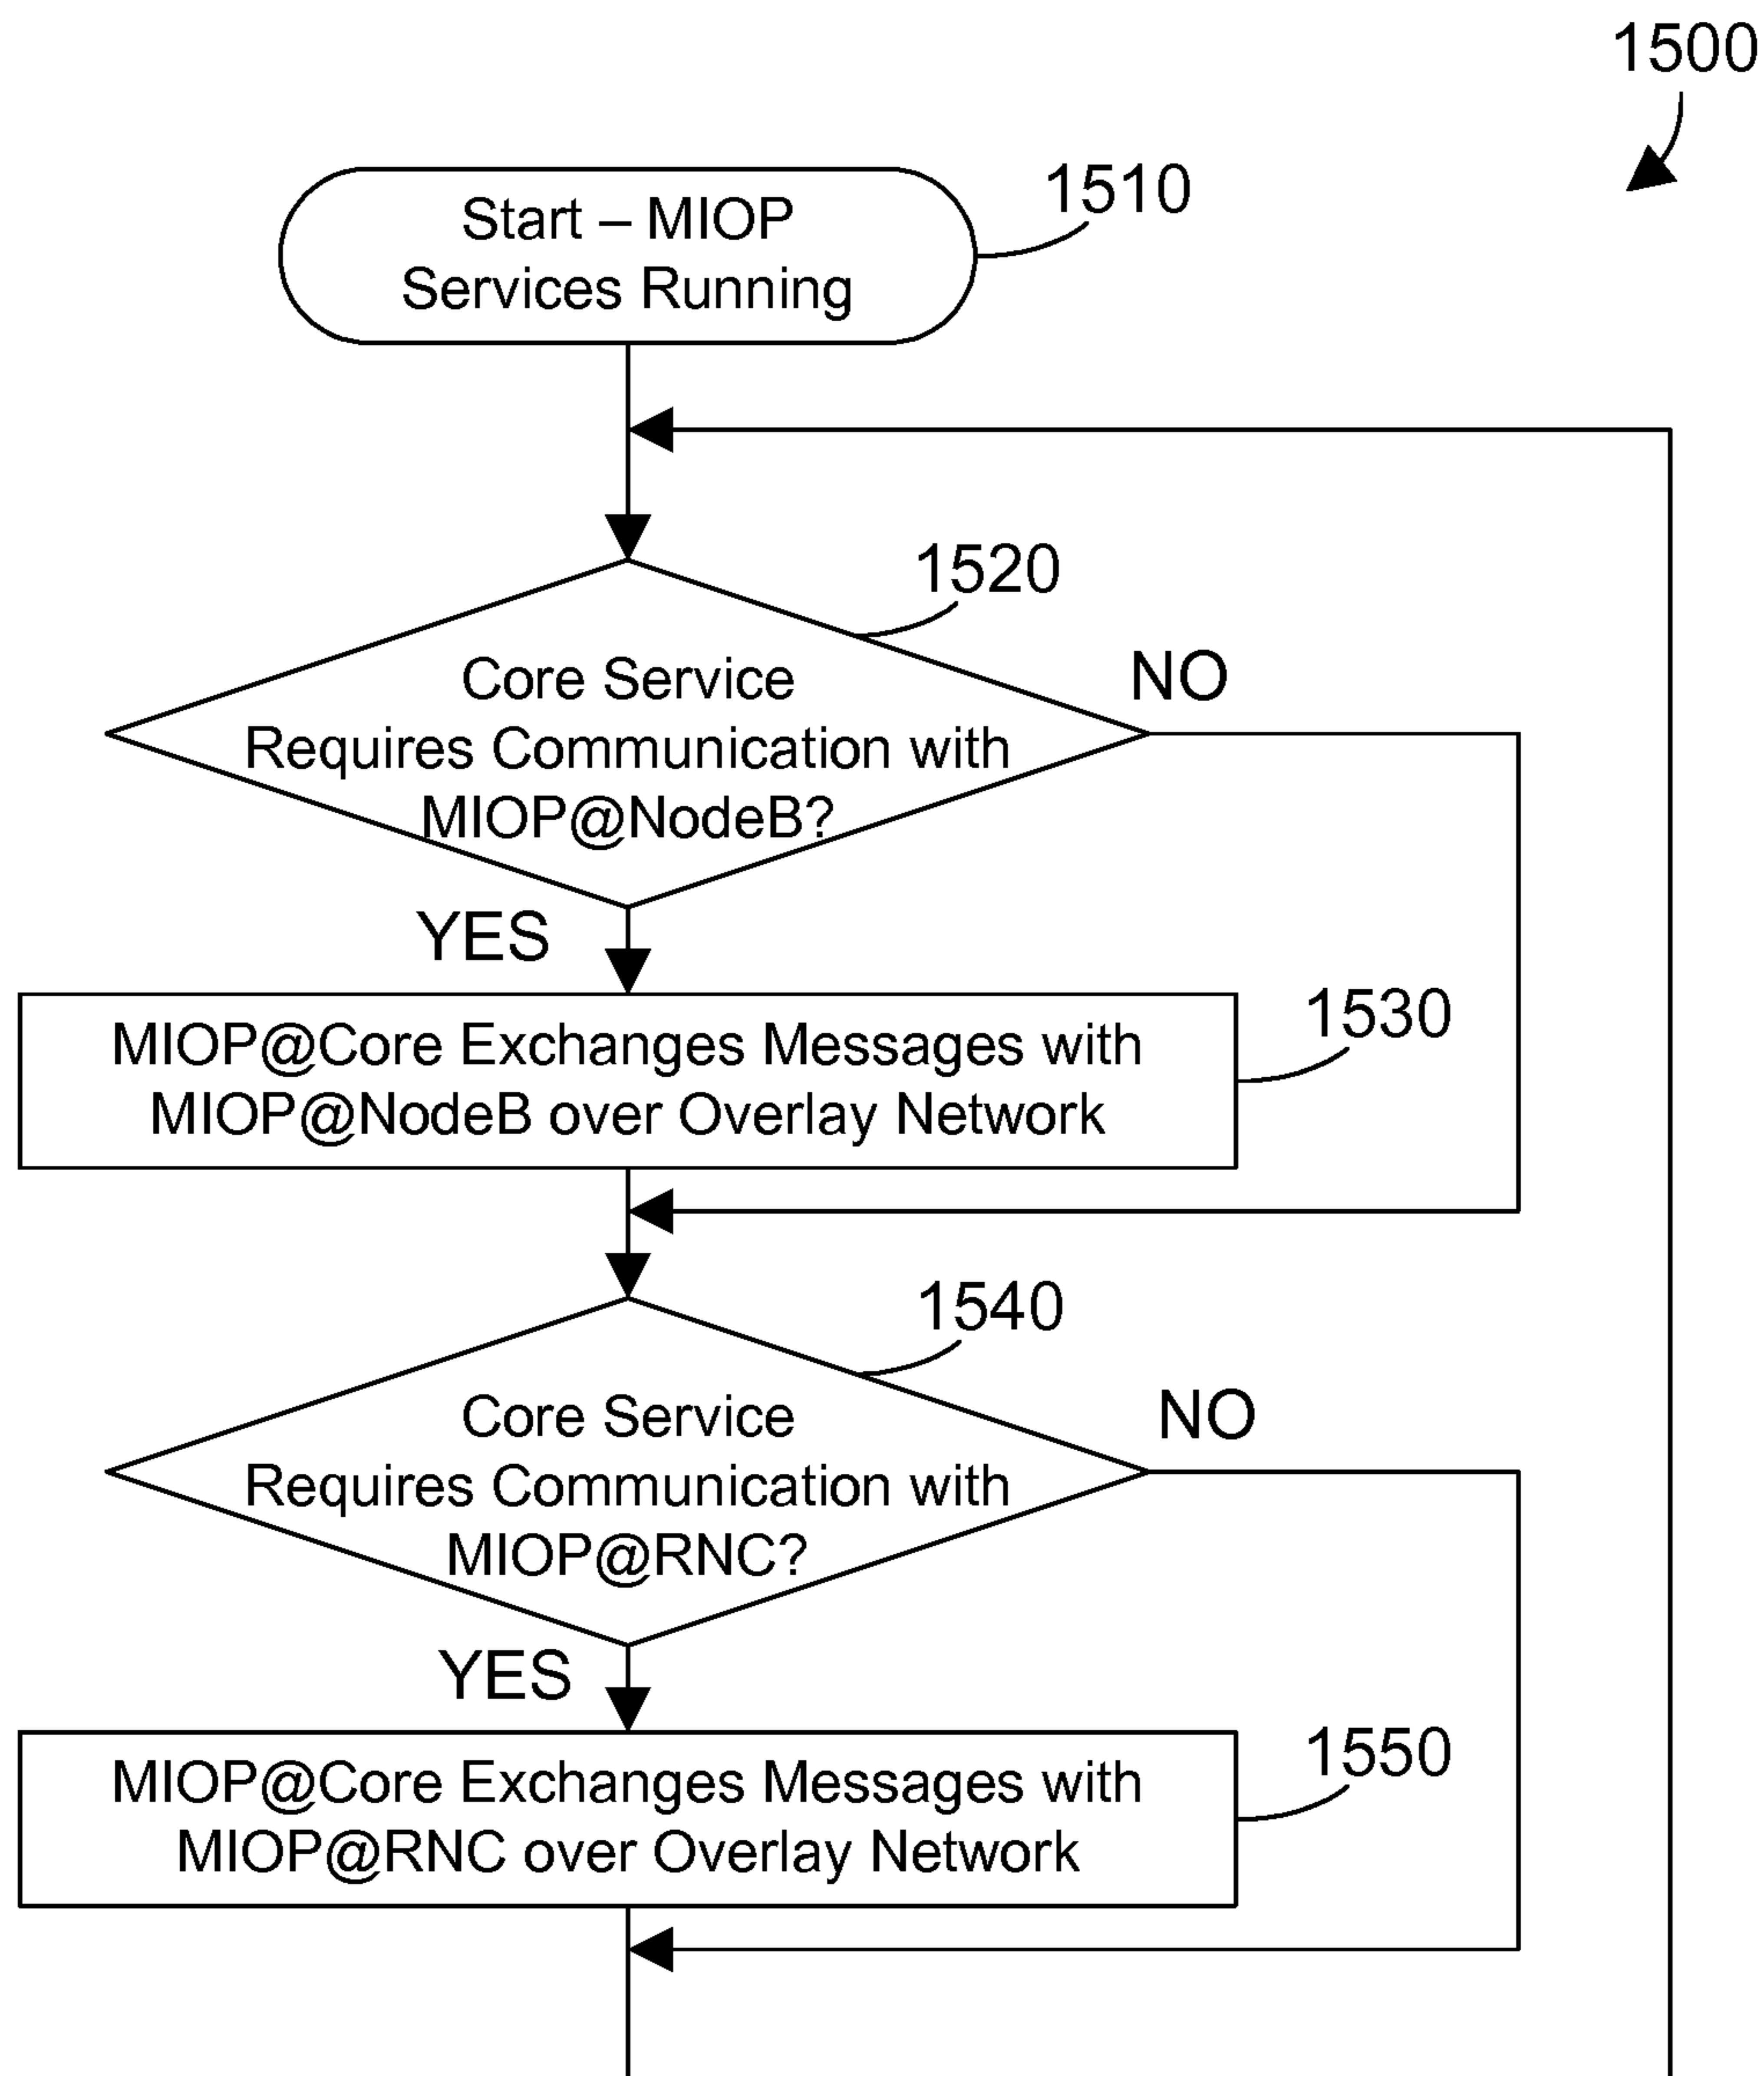 1500
Start – MIOP
Services Running
1510
1520
Core Service
Requires Communication with
MIOP@NodeB?
NO
YES
1530
MIOP@Core Exchanges Messages with
MIOP@NodeB over Overlay Network
1540
Core Service
Requires Communication with
MIOP@RNC?
NO
YES
1550
MIOP@Core Exchanges Messages with
MIOP@RNC over Overlay Network